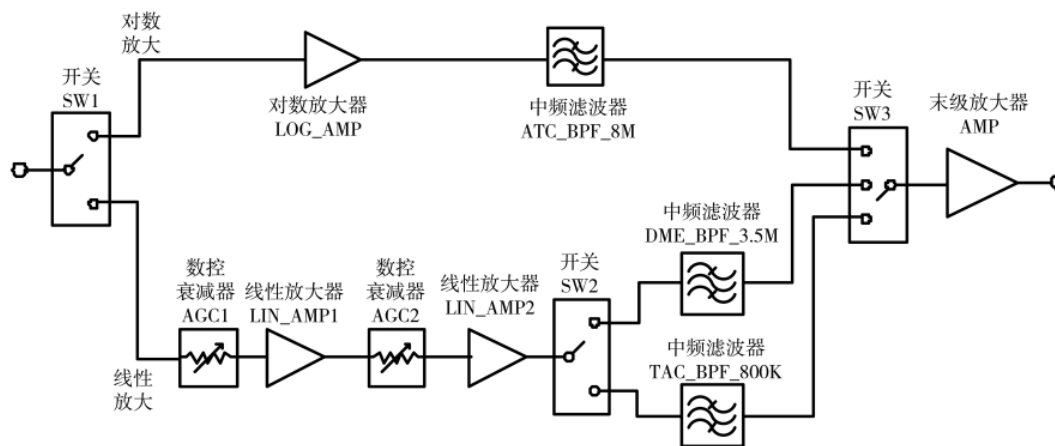 对数
放大
开关
SW1
对数放大器
LOG_AMP
中频滤波器
ATC_BPF_8M
开关
SW3
末级放大器
AMP
中频滤波器
DME_BPF_3.5M
数控
衰减器
AGC1
线性放大器
LIN_AMP1
数控
衰减器
AGC2
线性放大器
LIN_AMP2
开关
SW2
中频滤波器
TAC_BPF_800K
线性
放大